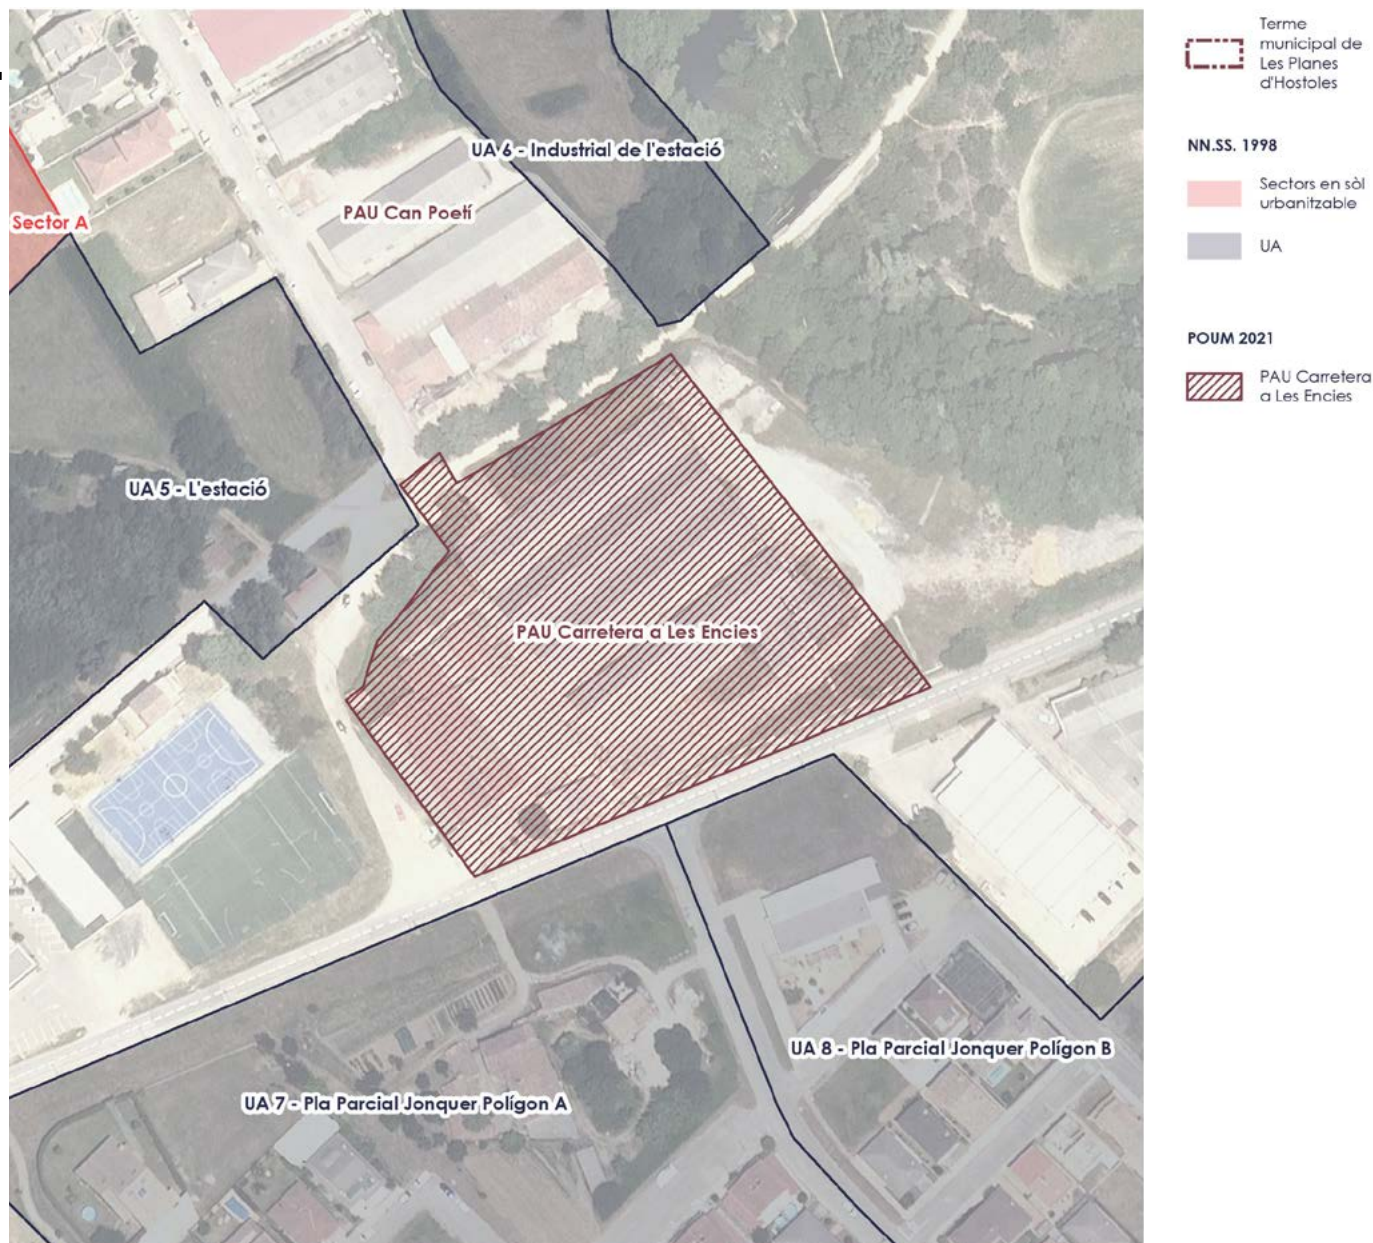 UA 6 - Industrial de l'estació
PAU Can Poetí
Sector A
UA 5 - L'estació
PAU Carretera a Les Encies
UA 8 - Pla Parcial Jonquer Polígon B
UA 7 - Pla Parcial Jonquer Polígon A
Terme
municipal de
Les Planes
d'Hostoles
NN.SS. 1998
Sectors en sòl
urbanitzable
UA
POUM 2021
PAU Carretera
a Les Encies